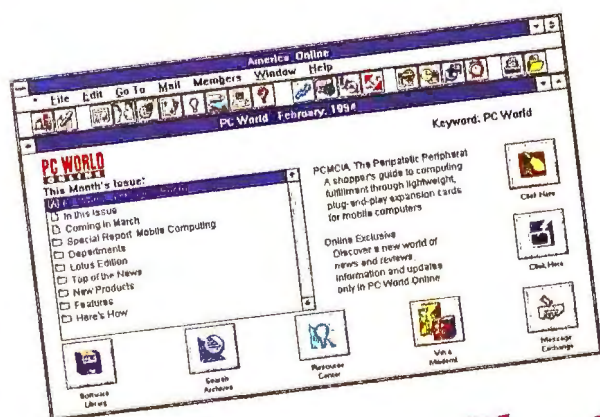 America Online
File Edit Go To Mail Members Window Help
PC World February, 1994
Keyword: PC World
PC WORLD
ONLINE
This Month's Issue:
In this Issue
Coming in March
Special Report Mobile Computing
Departments
Lotus Edition
Top of the News
New Products
Features
Here's How
PCMCIA, The Peripatetic Peripheral
A shopper's guide to computing
fulfillment through lightweight,
plug-and-play expansion cards
for mobile computers
Online Exclusive
Discover a new world of
news and reviews,
information and updates
only in PC World Online
Click Here
Click Here
Software
Library
Search
Archives
Resource
Center
Win a
Modem!
Message
Exchange